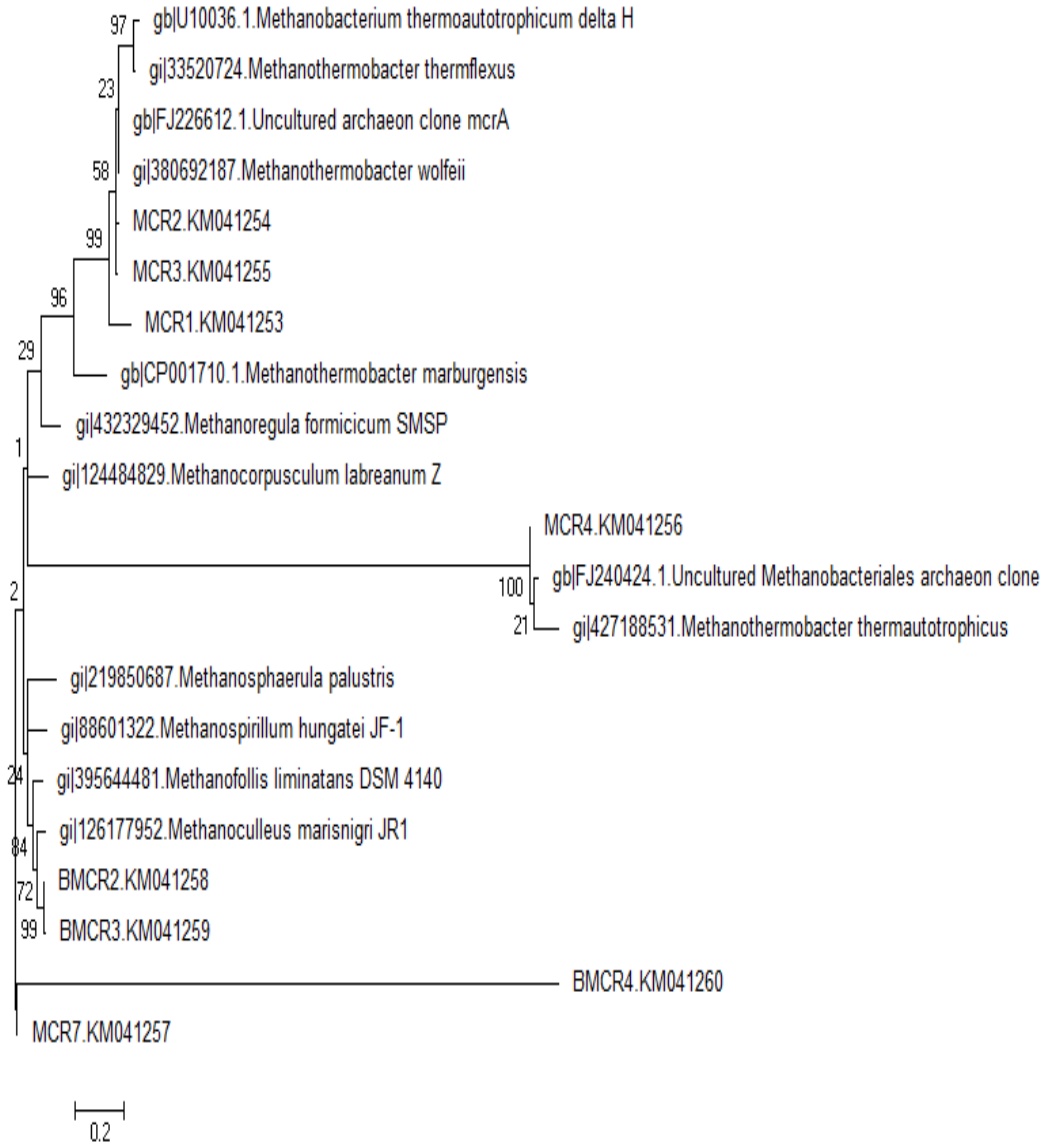 97
gb|U10036.1.Methanobacterium thermoautotrophicum delta H
gi|33520724.Methanothermobacter thermflexus
23
gb|FJ226612.1.Uncultured archaeon clone mcrA
58
gi|380692187.Methanothermobacter wolfeii
MCR2.KM041254
99
MCR3.KM041255
96
MCR1.KM041253
29
gb|CP001710.1.Methanothermobacter marburgensis
gi|432329452.Methanoregula formicicum SMSP
1
gi|124484829.Methanocorpusculum labreanum Z
MCR4.KM041256
100
gb|FJ240424.1.Uncultured Methanobacteriales archaeon clone
2
21
gi|427188531.Methanothermobacter thermautotrophicus
gi|219850687.Methanosphaerula palustris
gi|88601322.Methanospirillum hungatei JF-1
24
gi|395644481.Methanofollis liminatans DSM 4140
gi|126177952.Methanoculleus marisnigri JR1
84
BMCR2.KM041258
72
99
BMCR3.KM041259
BMCR4.KM041260
MCR7.KM041257
0.2